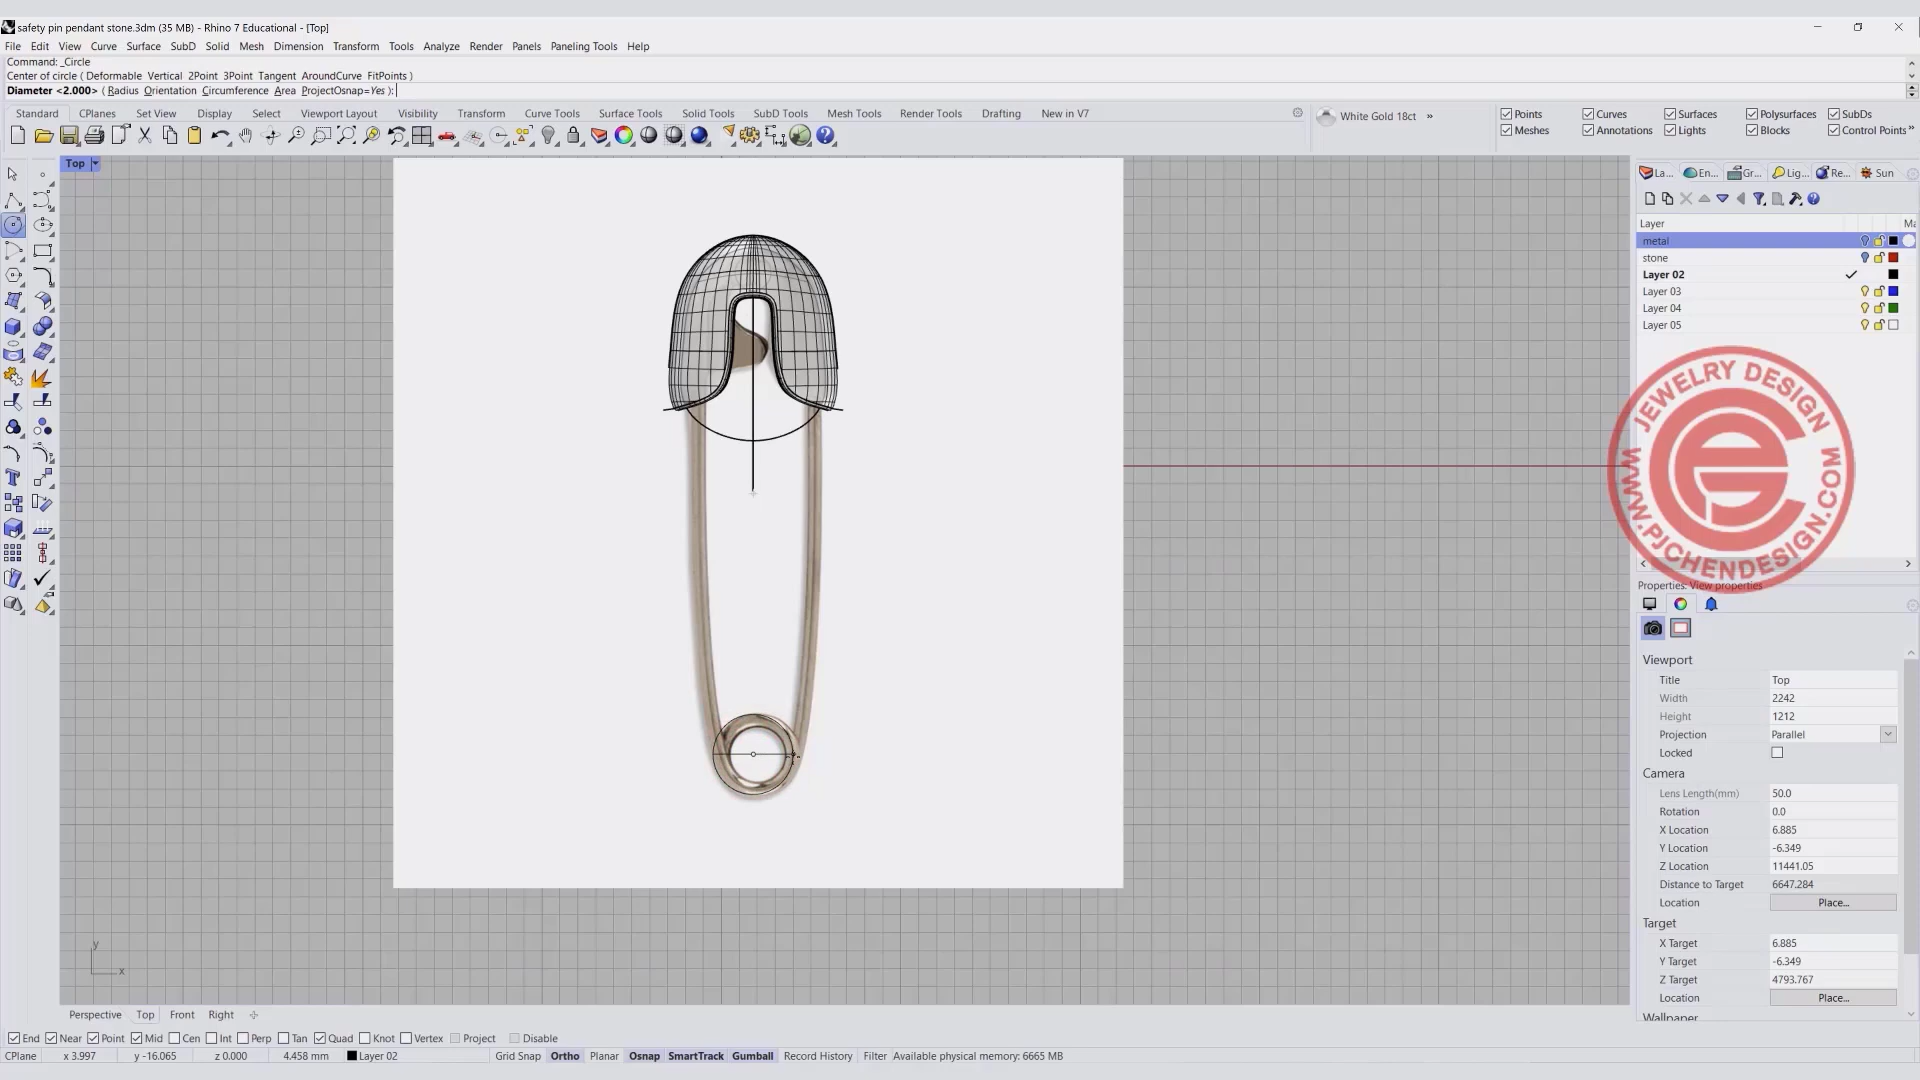 safety pin pendant stone.3dm (35 MB) - Rhino 7 Educational - [Top]
File Edit View Curve Surface SubD Solid Mesh Dimension Transform Tools Analyze Render Panels Paneling Tools Help
Command: _Circle
Center of circle ( Deformable Vertical 2Point 3Point Tangent AroundCurve FitPoints )
Diameter <2.000> ( Radius Orientation Circumference Area ProjectOsnap=Yes ):
Standard CPlanes Set View Display Select Viewport Layout Visibility Transform Curve Tools Surface Tools Solid Tools SubD Tools Mesh Tools Render Tools Drafting New in V7
White Gold 18ct »
Points Curves Surfaces Polysurfaces SubDs
Meshes Annotations Lights Blocks Control Points »
Top
La... En... Gr... Lig... Re... Sun
Layer Ma
metal
stone
Layer 02
Layer 03
Layer 04
Layer 05
JEWELRY DESIGN
WWW.PJCHENDESIGN.COM
Properties: View properties
Viewport
Title Top
Width 2242
Height 1212
Projection Parallel
Locked
Camera
Lens Length(mm) 50.0
Rotation 0.0
X Location 6.885
Y Location -6.349
Z Location 11441.05
Distance to Target 6647.284
Location Place...
Target
X Target 6.885
Y Target -6.349
Z Target 4793.767
Location Place...
Wallpaper
y
x
Perspective Top Front Right
End Near Point Mid Cen Int Perp Tan Quad Knot Vertex Project Disable
CPlane x 3.997 y -16.065 z 0.000 4.458 mm Layer 02 Grid Snap Ortho Planar Osnap SmartTrack Gumball Record History Filter Available physical memory: 6665 MB